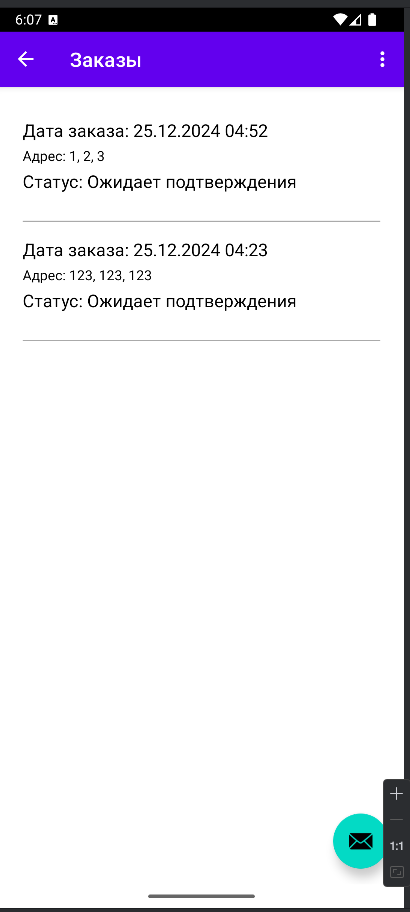 6:07
Заказы
Дата заказа: 25.12.2024 04:52
Адрес: 1, 2, 3
Статус: Ожидает подтверждения
Дата заказа: 25.12.2024 04:23
Адрес: 123, 123, 123
Статус: Ожидает подтверждения
1:1